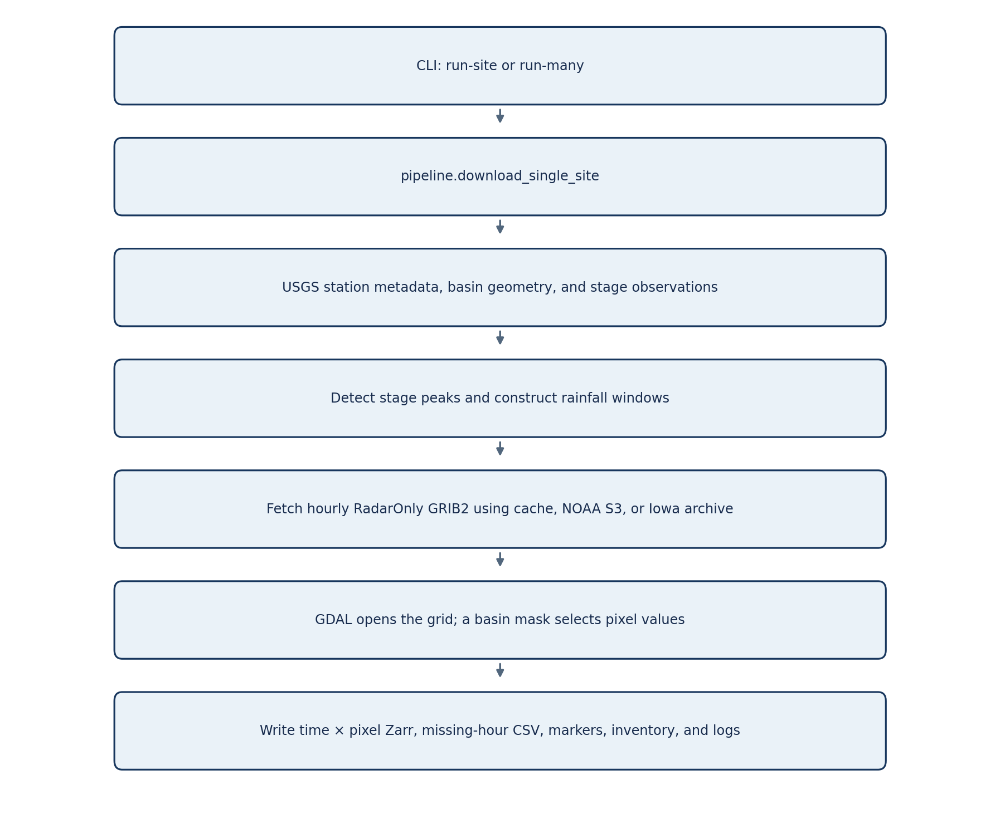 CLI: run-site or run-many
pipeline.download_single_site
USGS station metadata, basin geometry, and stage observations
Detect stage peaks and construct rainfall windows
Fetch hourly RadarOnly GRIB2 using cache, NOAA S3, or Iowa archive
GDAL opens the grid; a basin mask selects pixel values
Write time × pixel Zarr, missing-hour CSV, markers, inventory, and logs